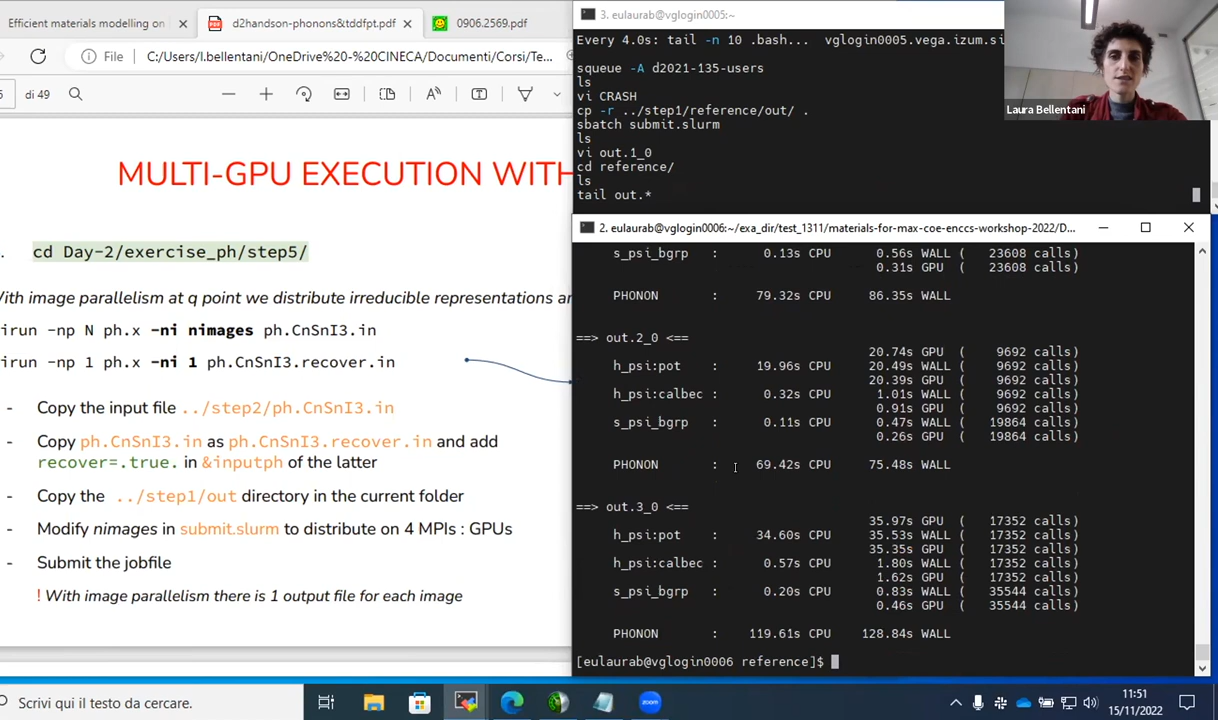 Efficient materials modelling on
d2handson-phonons&tddfpt.pdf
0906.2569.pdf
File
C:/Users/l.bellentani/OneDrive%20-%20CINECA/Documenti/Corsi/Te...
di 49
MULTI-GPU EXECUTION WITH
cd Day-2/exercise_ph/step5/
With image parallelism at q point we distribute irreducible representations
irun -np N ph.x -ni nimages ph.CnSnI3.in
irun -np 1 ph.x -ni 1 ph.CnSnI3.recover.in
- Copy the input file ../step2/ph.CnSnI3.in
- Copy ph.CnSnI3.in as ph.CnSnI3.recover.in and add
recover=.true. in &inputph of the latter
- Copy the ../step1/out directory in the current folder
- Modify nimages in submit.slurm to distribute on 4 MPIs : GPUs
- Submit the jobfile
! With image parallelism there is 1 output file for each image
3. eulaurab@vglogin0005:~
Every 4.0s: tail -n 10 .bash... vglogin0005.vega.izum.si
squeue -A d2021-135-users
ls
vi CRASH
cp -r ../step1/reference/out/ .
sbatch submit.slurm
ls
vi out.1_0
cd reference/
ls
tail out.*
Laura Bellentani
2. eulaurab@vglogin0006:~/exa_dir/test_1311/materials-for-max-coe-enccs-workshop-2022/D...
s_psi_bgrp : 0.13s CPU 0.56s WALL ( 23608 calls)
0.31s GPU ( 23608 calls)
PHONON : 79.32s CPU 86.35s WALL
==> out.2_0 <==
20.74s GPU ( 9692 calls)
h_psi:pot : 19.96s CPU 20.49s WALL ( 9692 calls)
20.39s GPU ( 9692 calls)
h_psi:calbec : 0.32s CPU 1.01s WALL ( 9692 calls)
0.91s GPU ( 9692 calls)
s_psi_bgrp : 0.11s CPU 0.47s WALL ( 19864 calls)
0.26s GPU ( 19864 calls)
PHONON : 69.42s CPU 75.48s WALL
==> out.3_0 <==
35.97s GPU ( 17352 calls)
h_psi:pot : 34.60s CPU 35.53s WALL ( 17352 calls)
35.35s GPU ( 17352 calls)
h_psi:calbec : 0.57s CPU 1.80s WALL ( 17352 calls)
1.62s GPU ( 17352 calls)
s_psi_bgrp : 0.20s CPU 0.83s WALL ( 35544 calls)
0.46s GPU ( 35544 calls)
PHONON : 119.61s CPU 128.84s WALL
[eulaurab@vglogin0006 reference]$
Scrivi qui il testo da cercare.
zoom
11:51
15/11/2022